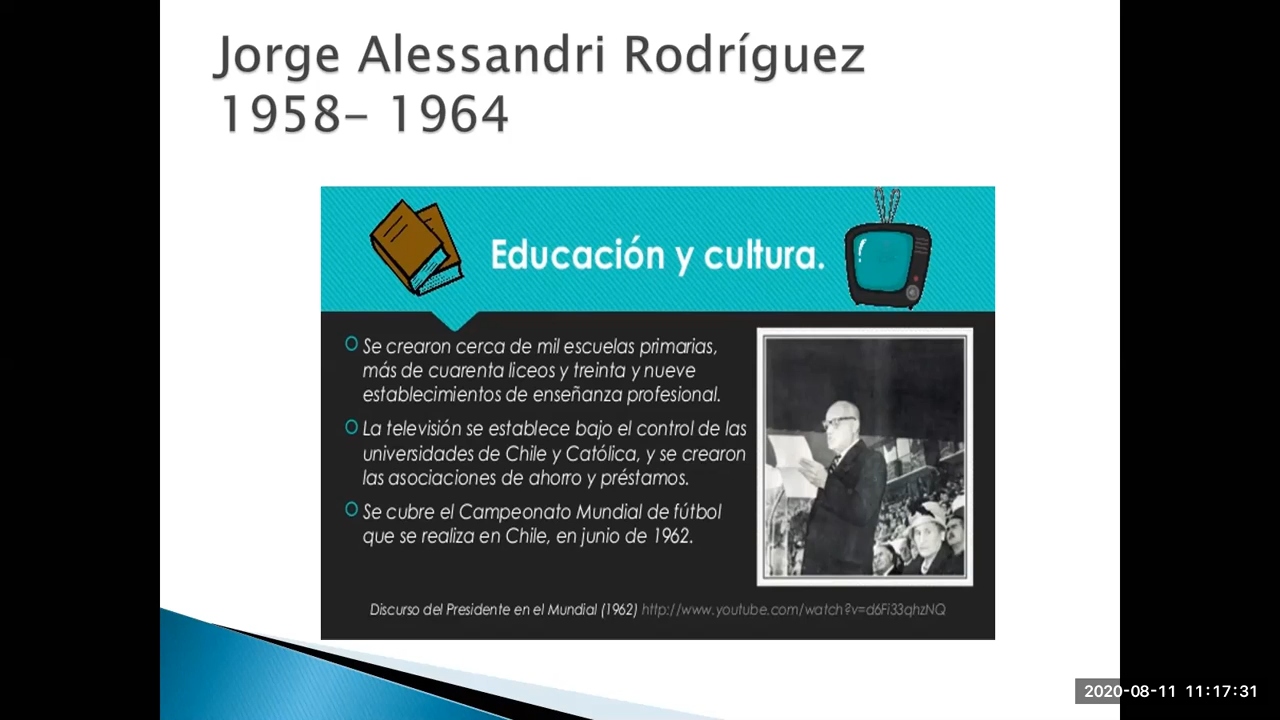 Jorge Alessandri Rodríguez
1958– 1964
Educación y cultura.
Se crearon cerca de mil escuelas primarias,
más de cuarenta liceos y treinta y nueve
establecimientos de enseñanza profesional.
La televisión se establece bajo el control de las
universidades de Chile y Católica, y se crearon
las asociaciones de ahorro y préstamos.
Se cubre el Campeonato Mundial de fútbol
que se realiza en Chile, en junio de 1962.
Discurso del Presidente en el Mundial (1962) http://www.youtube.com/watch?v=d6Fi33qhzNQ
2020-08-11 11:17:31